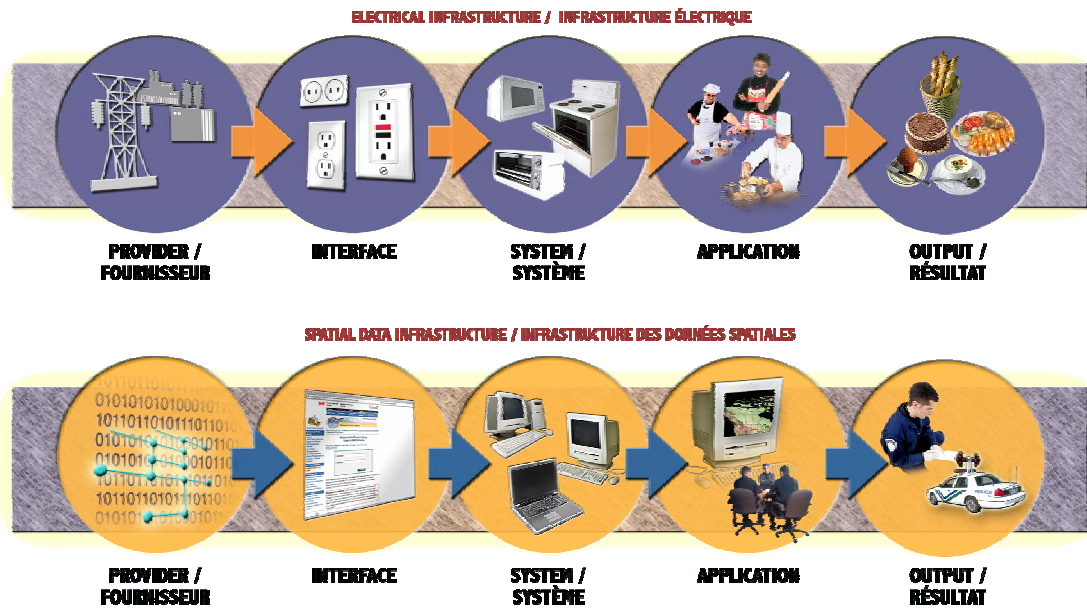 ELECTRICAL INFRASTRUCTURE / INFRASTRUCTURE ÉLECTRIQUE
PROVIDER /
FOURNISSEUR
INTERFACE
SYSTEM /
SYSTÈME
APPLICATION
OUTPUT /
RÉSULTAT
SPATIAL DATA INFRASTRUCTURE / INFRASTRUCTURE DES DONNÉES SPATIALES
PROVIDER /
FOURNISSEUR
INTERFACE
SYSTEM /
SYSTÈME
APPLICATION
OUTPUT /
RÉSULTAT